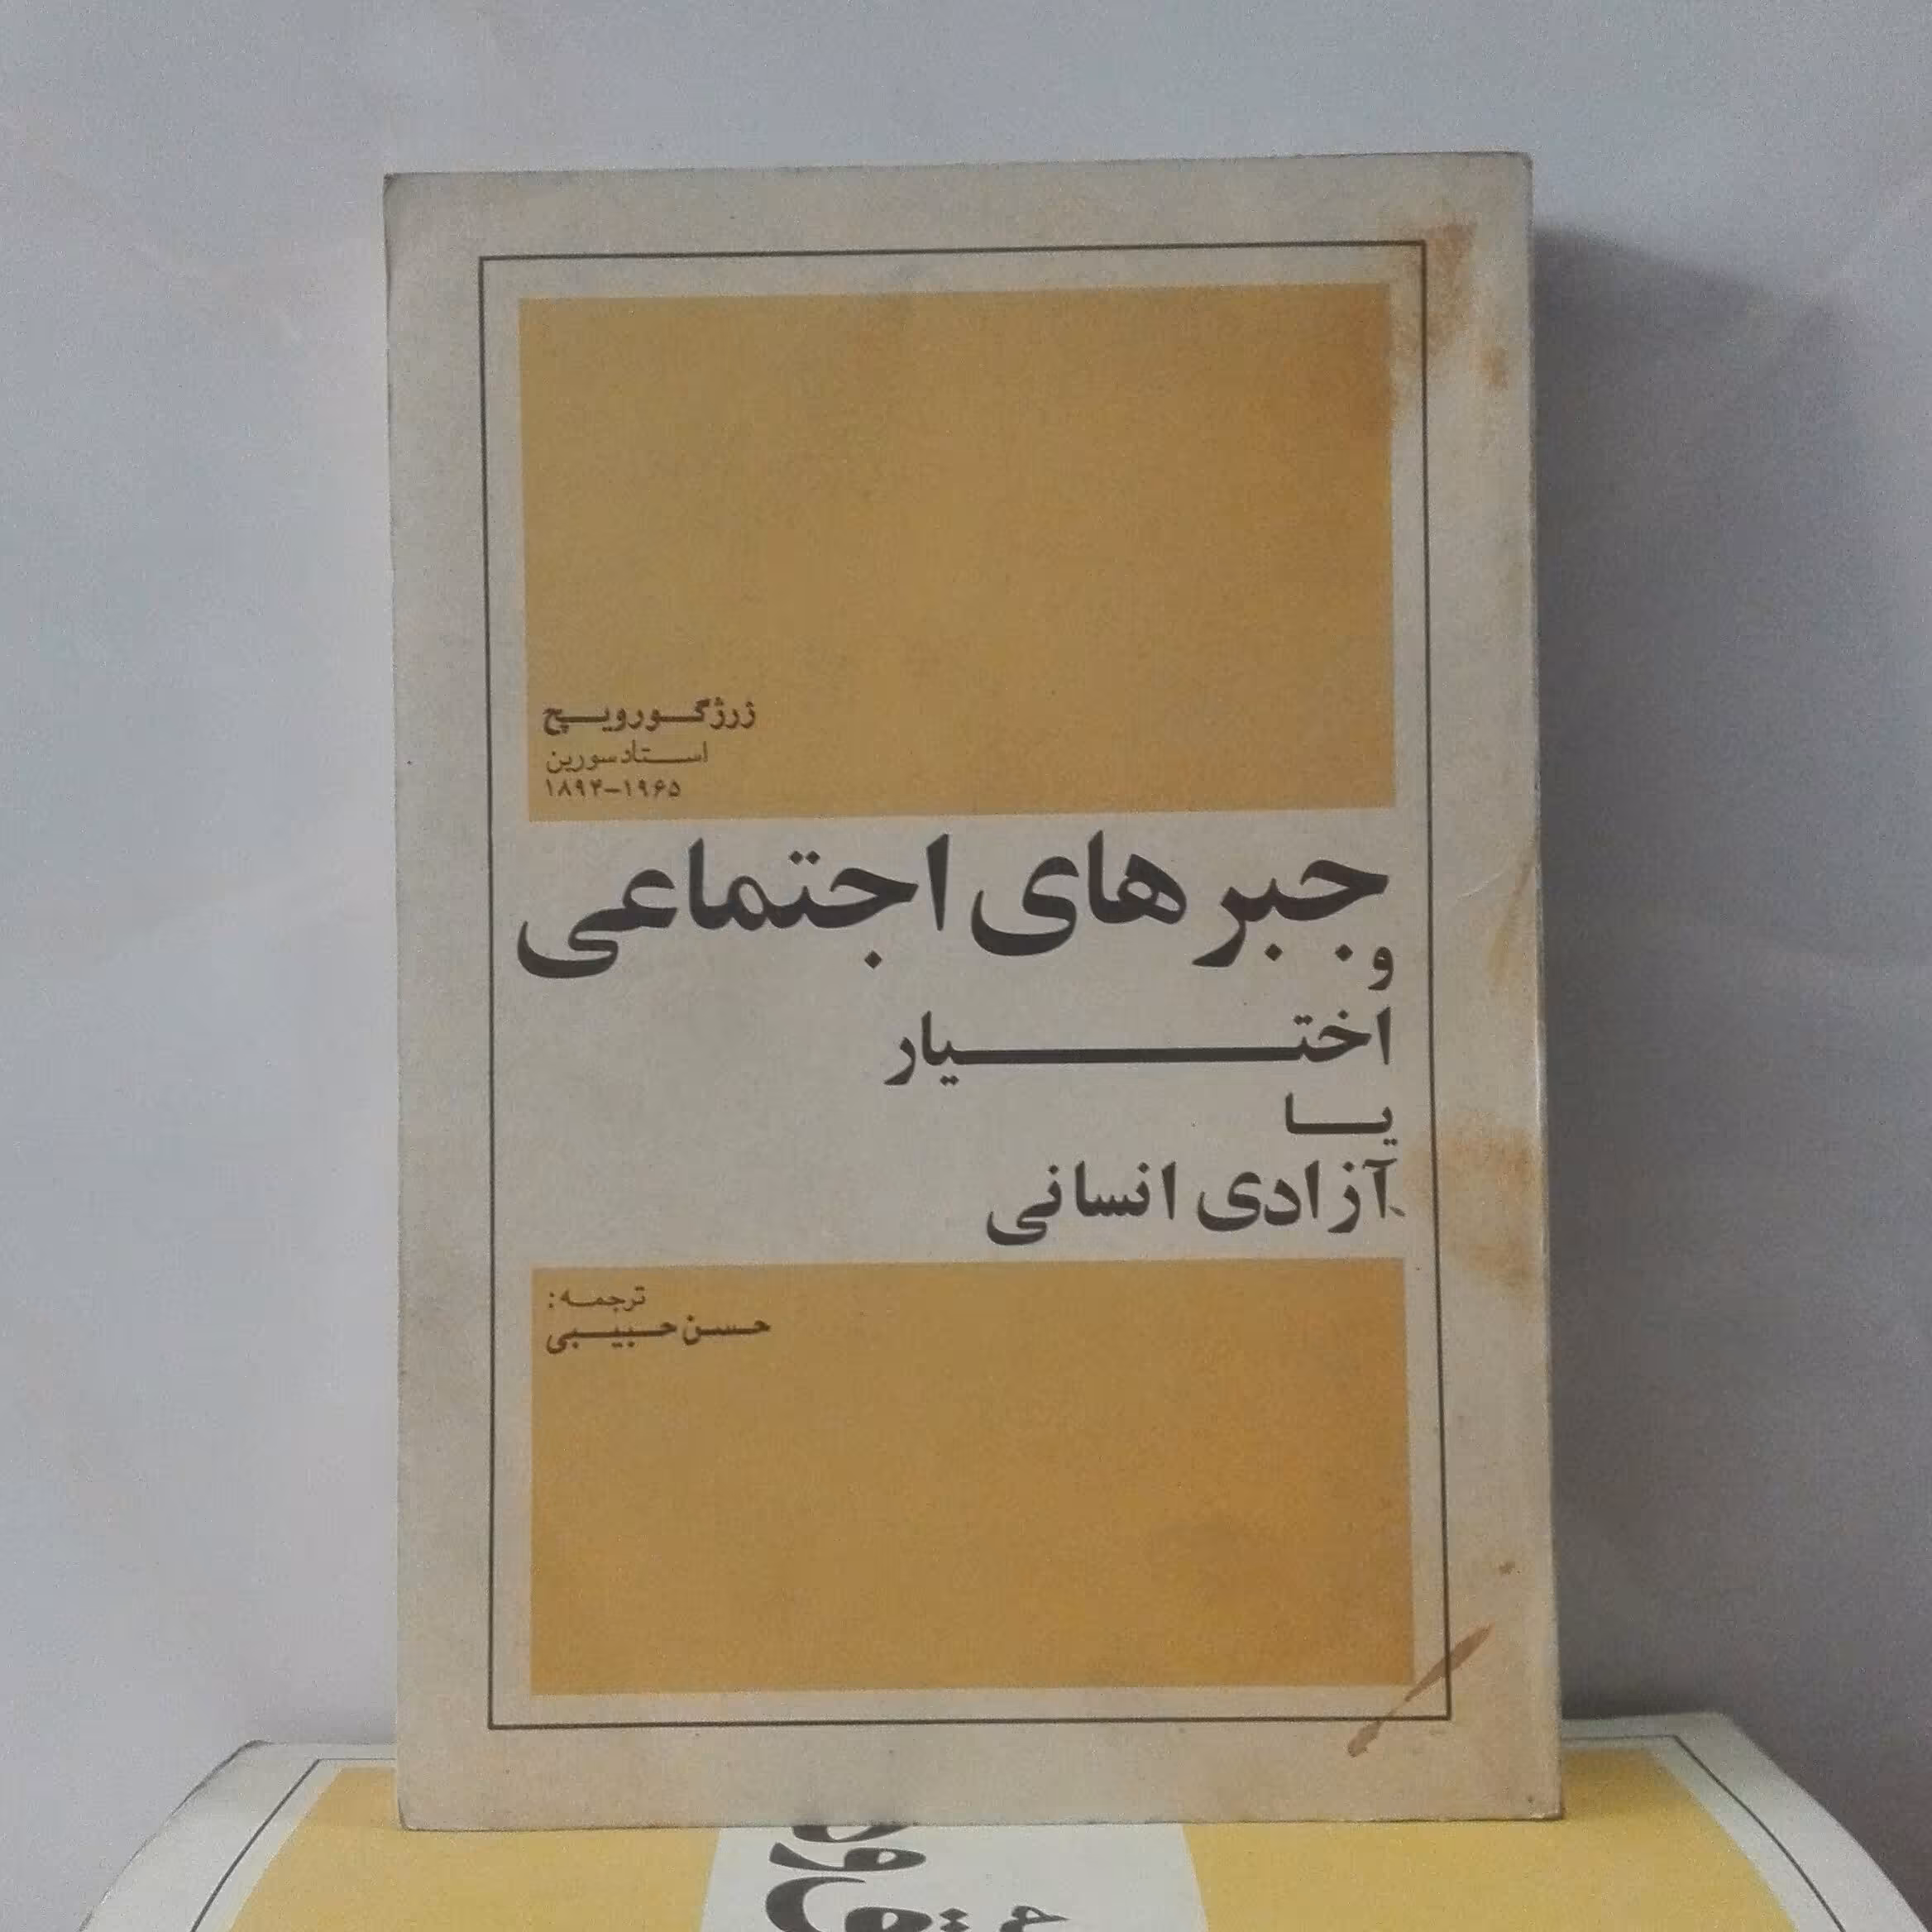 ژرژ گورویچ
استاد سوربن
۱۸۹۴-۱۹۶۵
جبرهای اجتماعی
و
اختیار
یا
آزادی انسانی
ترجمه:
حسن حبیبی